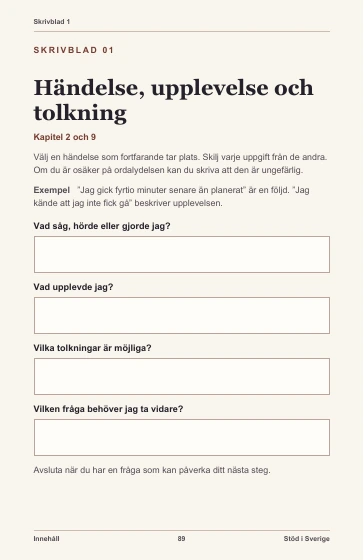 Skrivblad 1
SKRIVBLAD 01
Händelse, upplevelse och
tolkning
Kapitel 2 och 9
Välj en händelse som fortfarande tar plats. Skilj varje uppgift från de andra.
Om du är osäker på ordalydelsen kan du skriva att den är ungefärlig.
Exempel "Jag gick fyrtio minuter senare än planerat" är en följd. "Jag
kände att jag inte fick gå" beskriver upplevelsen.
Vad såg, hörde eller gjorde jag?
Vad upplevde jag?
Vilka tolkningar är möjliga?
Vilken fråga behöver jag ta vidare?
Avsluta när du har en fråga som kan påverka ditt nästa steg.
Innehåll 89 Stöd i Sverige